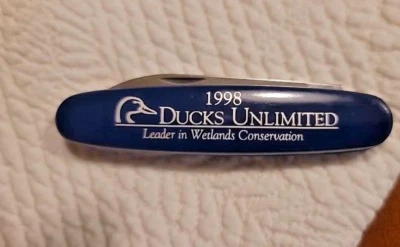 1998
DUCKS UNLIMITED
Leader in Wetlands Conservation